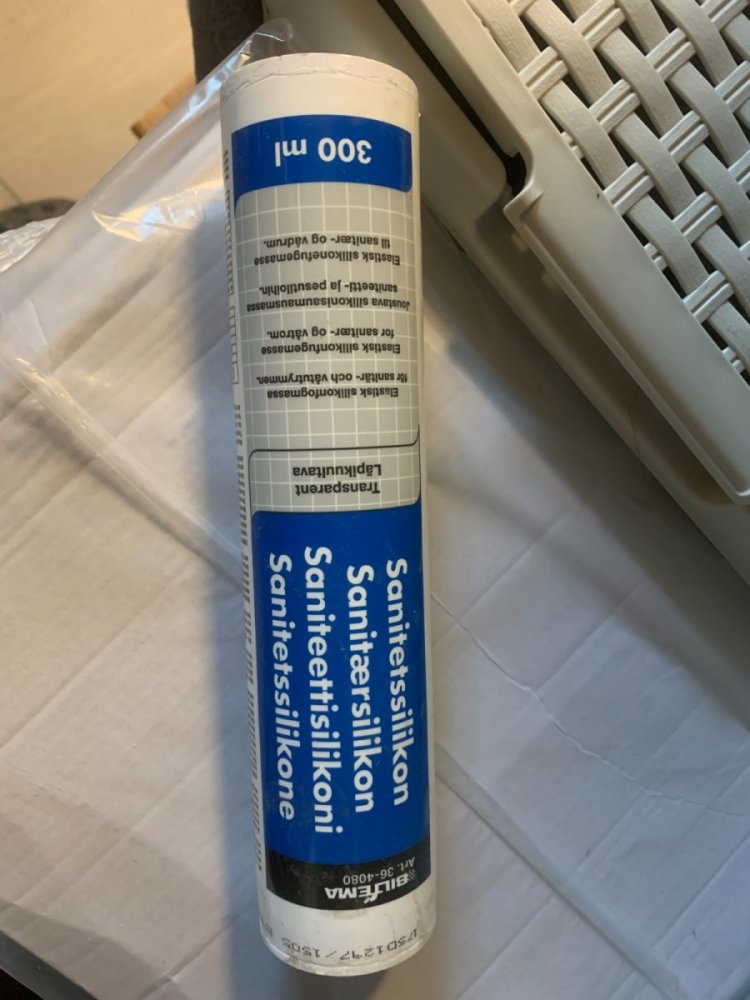 BILTEMA
Art. 36-4080
Sanitetssilikon
Sanitærsilikon
Saniteettisilikoni
Sanitetssilikone
Transparent
Läpikuultava
Elastisk silikonfogmassa
för sanitär- och våtutrymmen.
Elastisk silikonfugemasse
for sanitær- og våtrom.
Joustava silikonisaumausmassa
saniteetti- ja pesutiloihin.
Elastisk silikonefugemasse
til sanitær- og vådrum.
300 ml